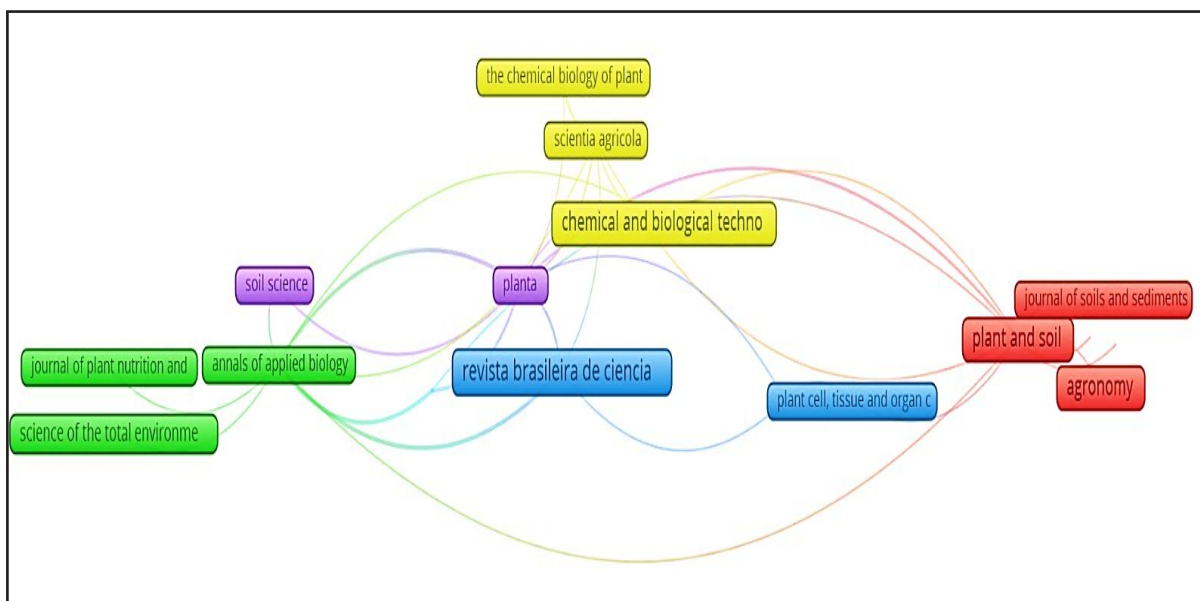 the chemical biology of plant
scientia agricola
chemical and biological techno
soil science
planta
journal of soils and sediments
plant and soil
journal of plant nutrition and
annals of applied biology
revista brasileira de ciencia
agronomy
plant cell, tissue and organ c
science of the total environme